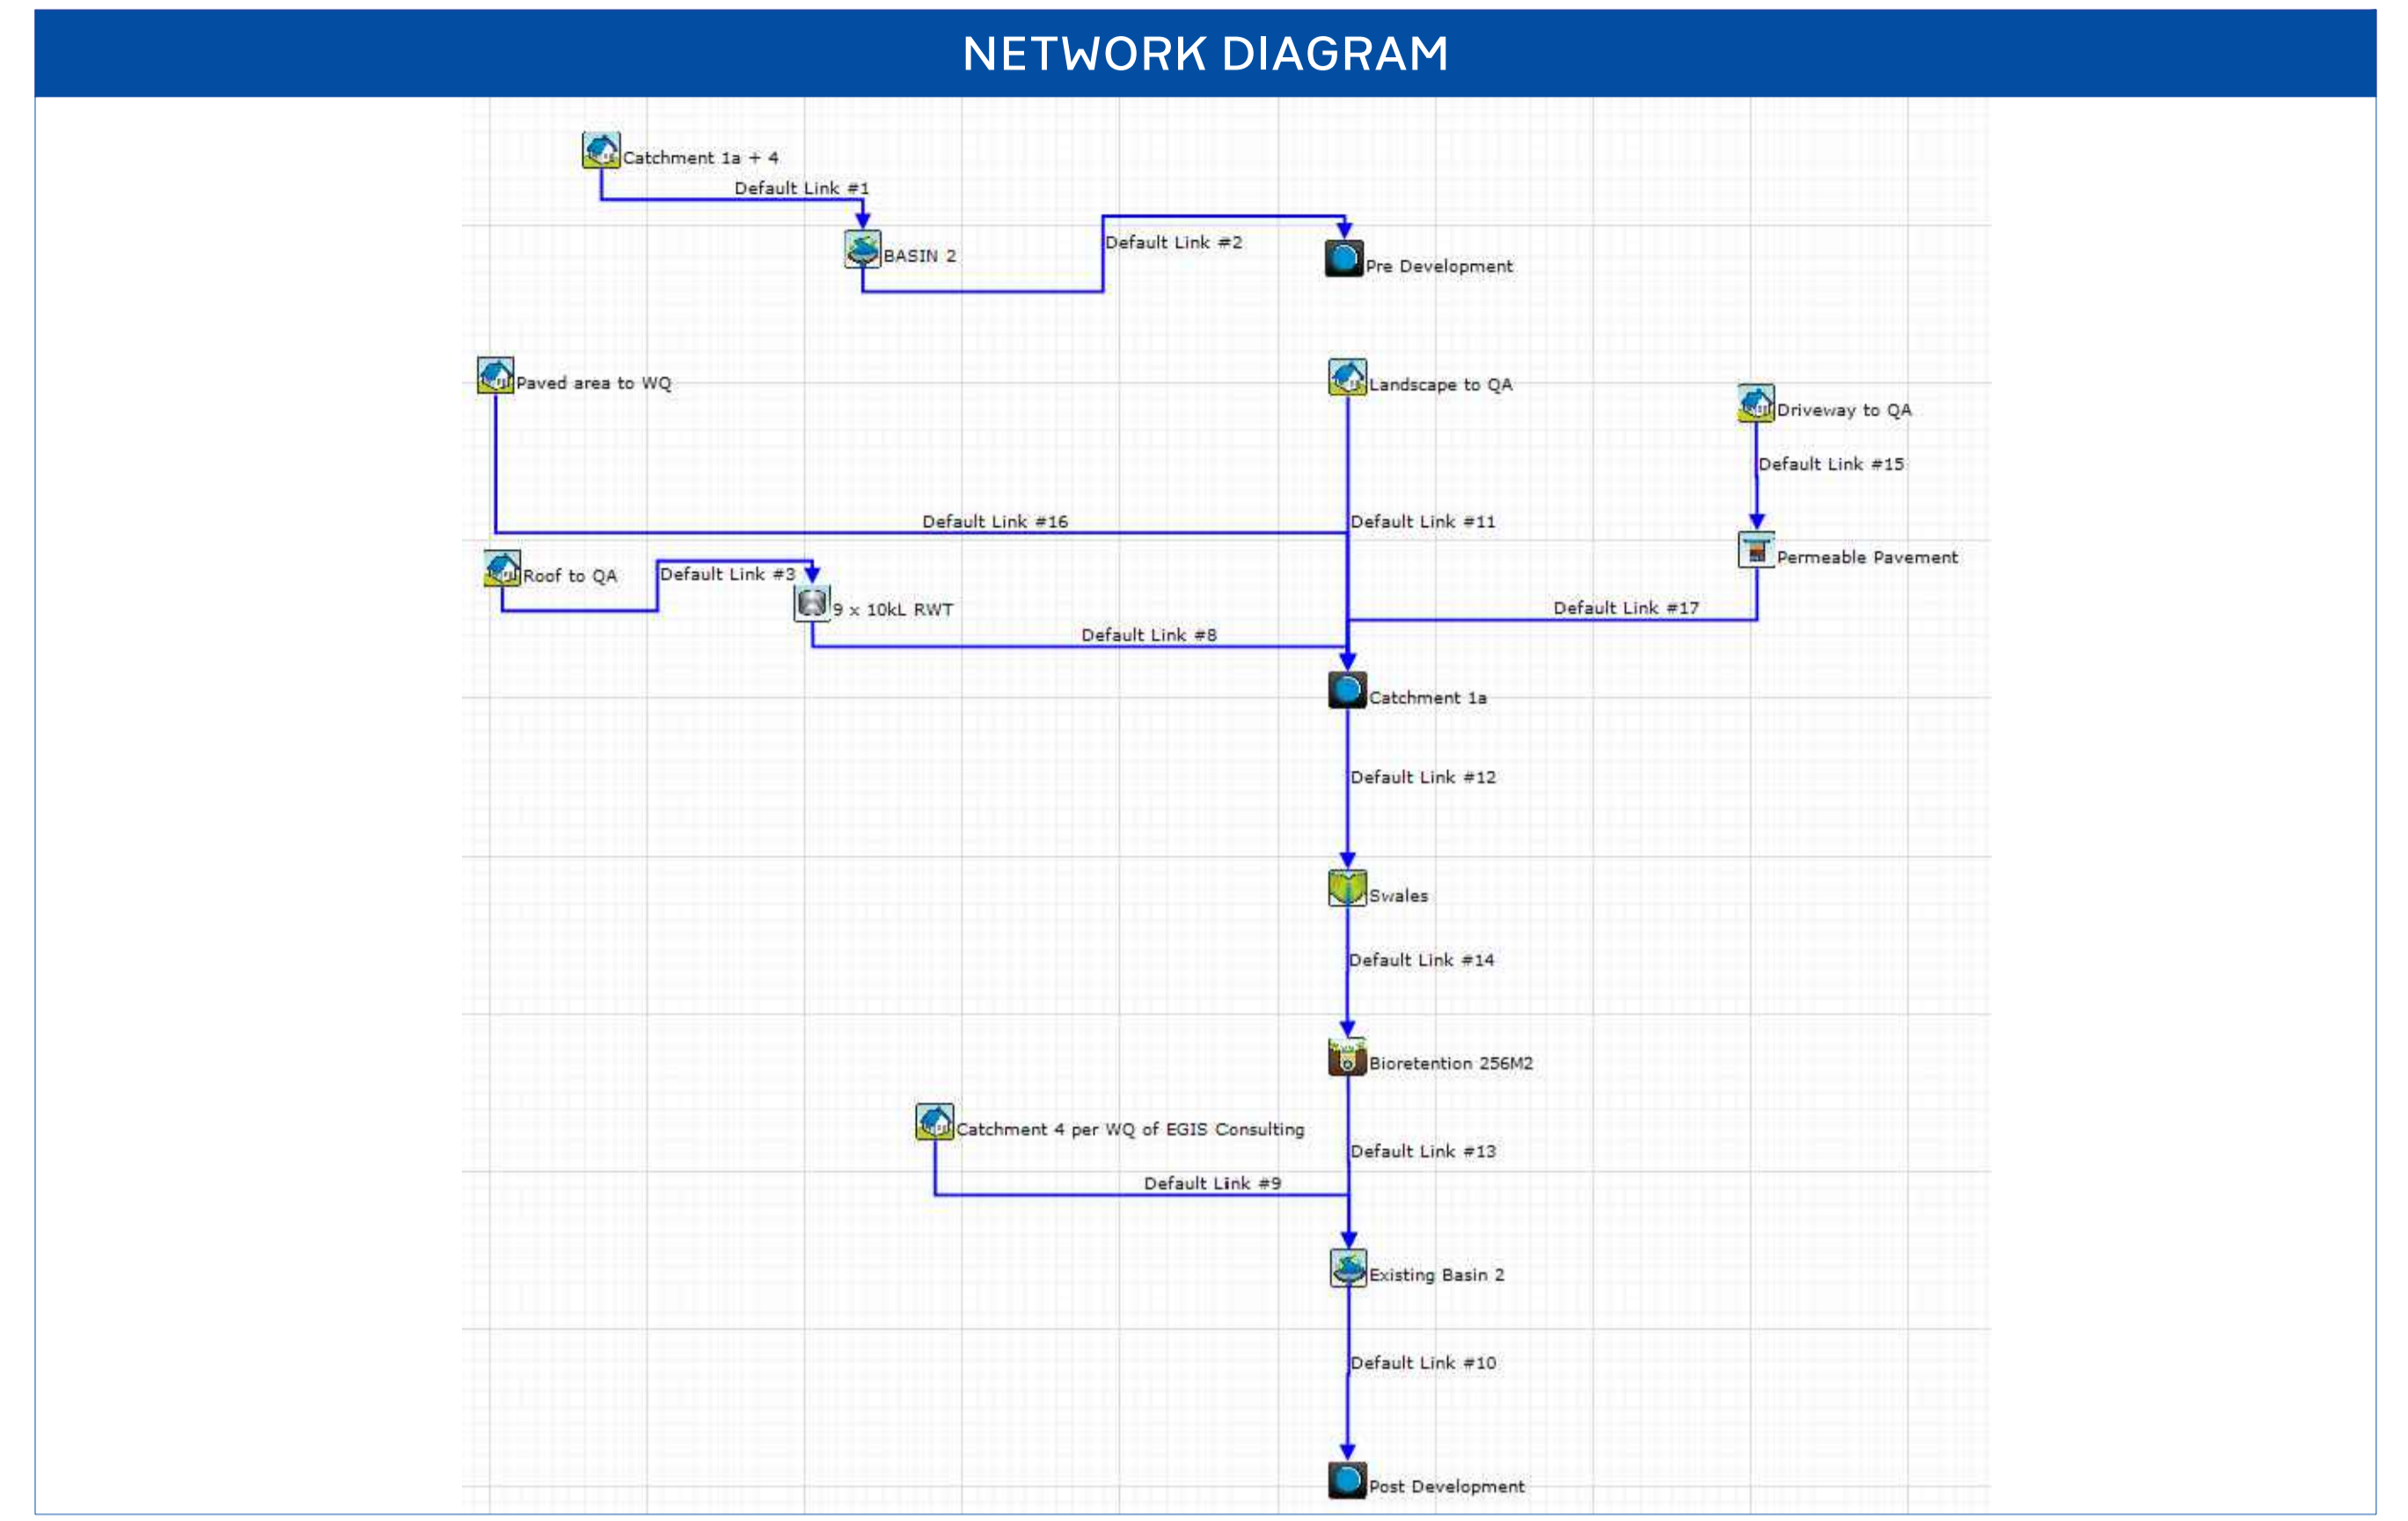 NETWORK DIAGRAM
Catchment 1a + 4
Default Link #1
Default Link #2
BASIN 2
Pre Development
Paved area to WQ
Landscape to QA
Driveway to QA
Default Link #15
Default Link #16
Default Link #11
Permeable Pavement
Roof to QA
Default Link #3
9 x 10kL RWT
Default Link #17
Default Link #8
Catchment 1a
Default Link #12
Swales
Default Link #14
Bioretention 256M2
Catchment 4 per WQ of EGIS Consulting
Default Link #13
Default Link #9
Existing Basin 2
Default Link #10
Post Development